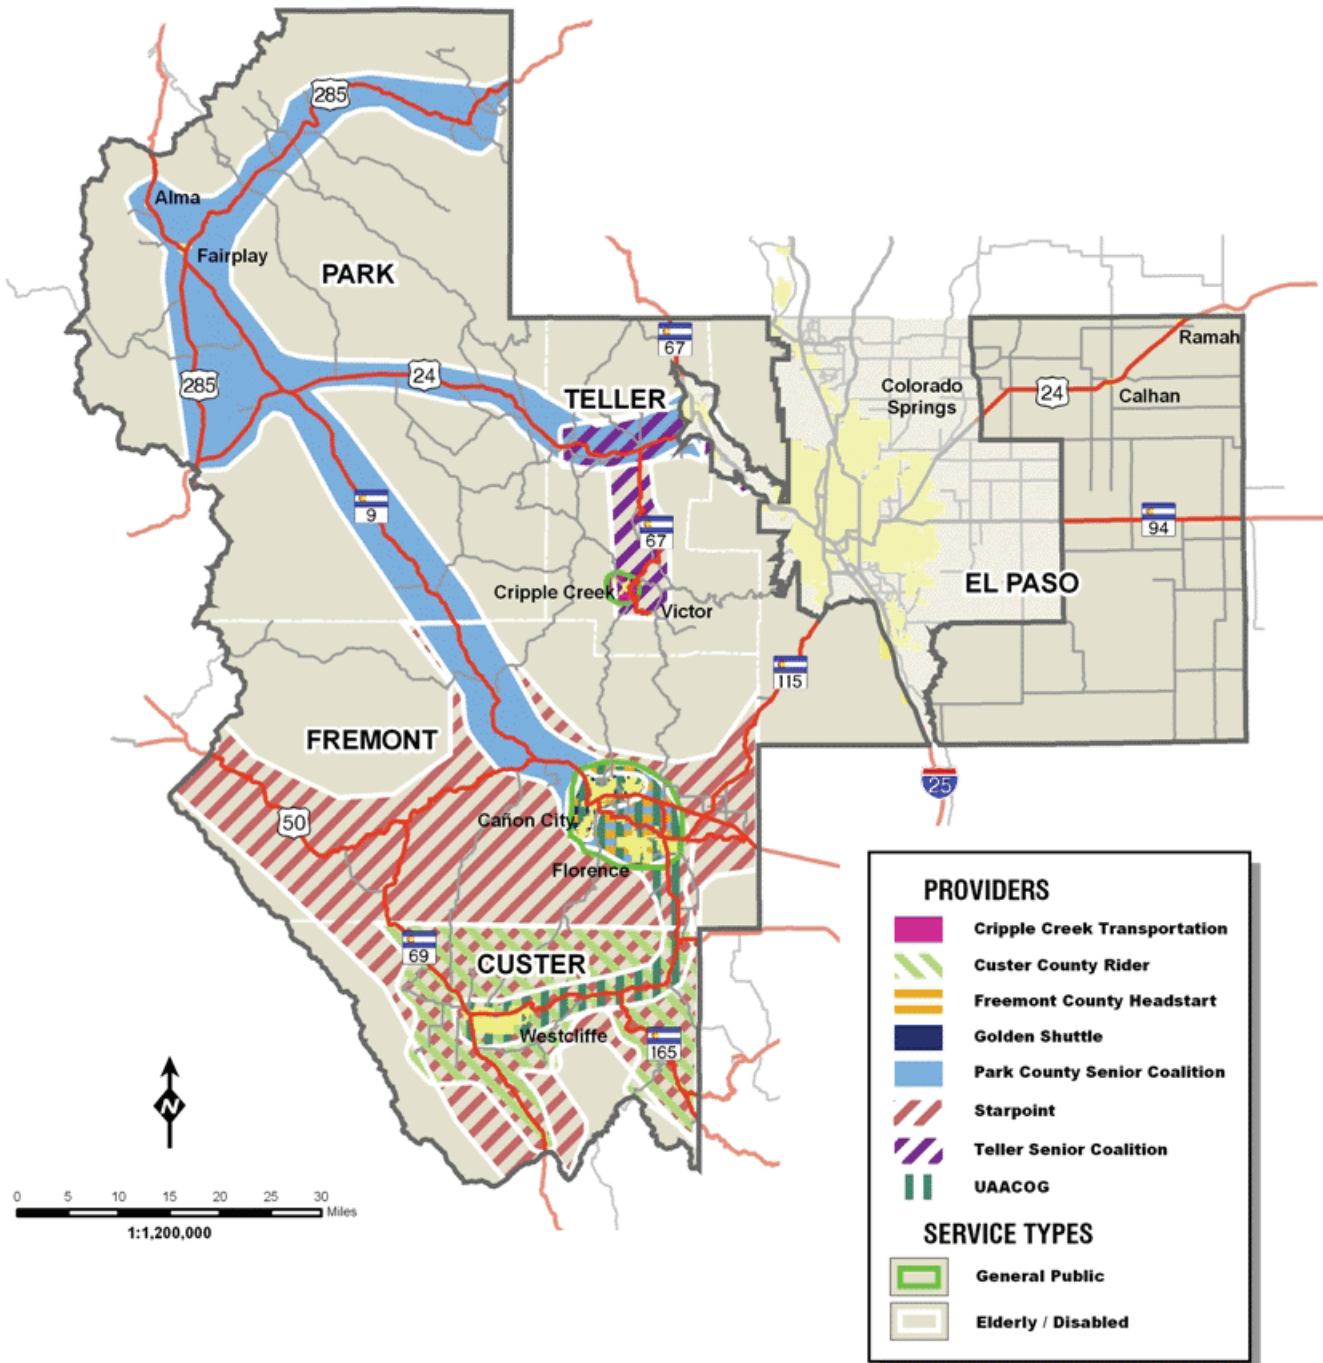 285
Alma
Fairplay
PARK
67
Ramah
285
24
TELLER
Colorado
Springs
24
Calhan
9
67
94
Cripple Creek
Victor
EL PASO
115
FREMONT
25
50
Cañon City
Florence
69
CUSTER
Westcliffe
165
N
0 5 10 15 20 25 30
Miles
1:1,200,000
PROVIDERS
Cripple Creek Transportation
Custer County Rider
Freemont County Headstart
Golden Shuttle
Park County Senior Coalition
Starpoint
Teller Senior Coalition
UAACOG
SERVICE TYPES
General Public
Elderly / Disabled